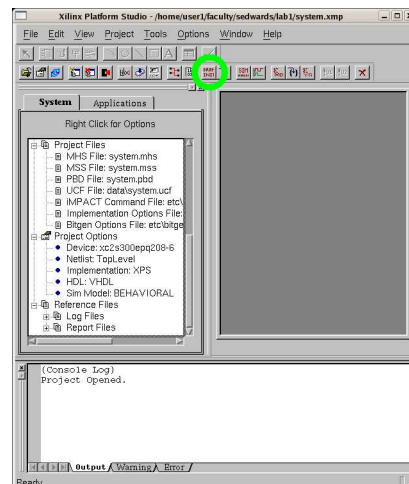 Xilinx Platform Studio - /home/user1/faculty/sedwards/lab1/system.xmp
File Edit View Project Tools Options Window Help
System Applications
Right Click for Options
Project Files
MHS File: system.mhs
MSS File: system.mss
PBD File: system.pbd
UCF File: data\system.ucf
iMPACT Command File: etc\
Implementation Options File:
Bitgen Options File: etc\bitge
Project Options
Device: xc2s300epq208-6
Netlist: TopLevel
Implementation: XPS
HDL: VHDL
Sim Model: BEHAVIORAL
Reference Files
Log Files
Report Files
(Console Log)
Project Opened.
Output Warning Error
Ready